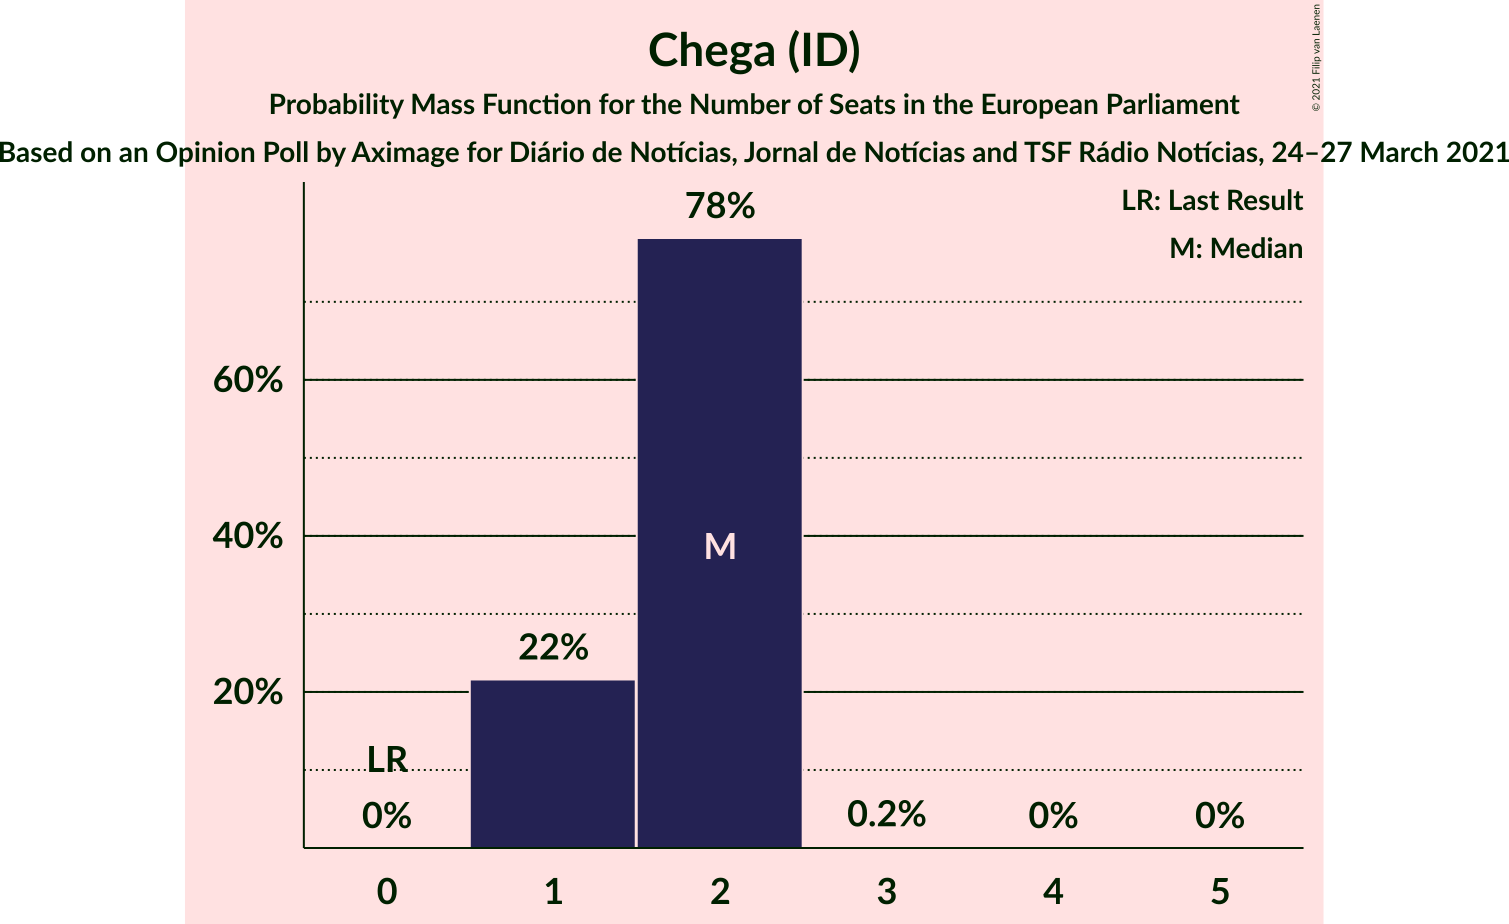 Chega (ID)
Probability Mass Function for the Number of Seats in the European Parliament
Based on an Opinion Poll by Aximage for Diário de Notícias, Jornal de Notícias and TSF Rádio Notícias, 24–27 March 2021
© 2021 Filip van Laenen
LR: Last Result
M: Median
78%
60%
40%
M
22%
20%
LR
0%
0.2%
0%
0%
0 1 2 3 4 5